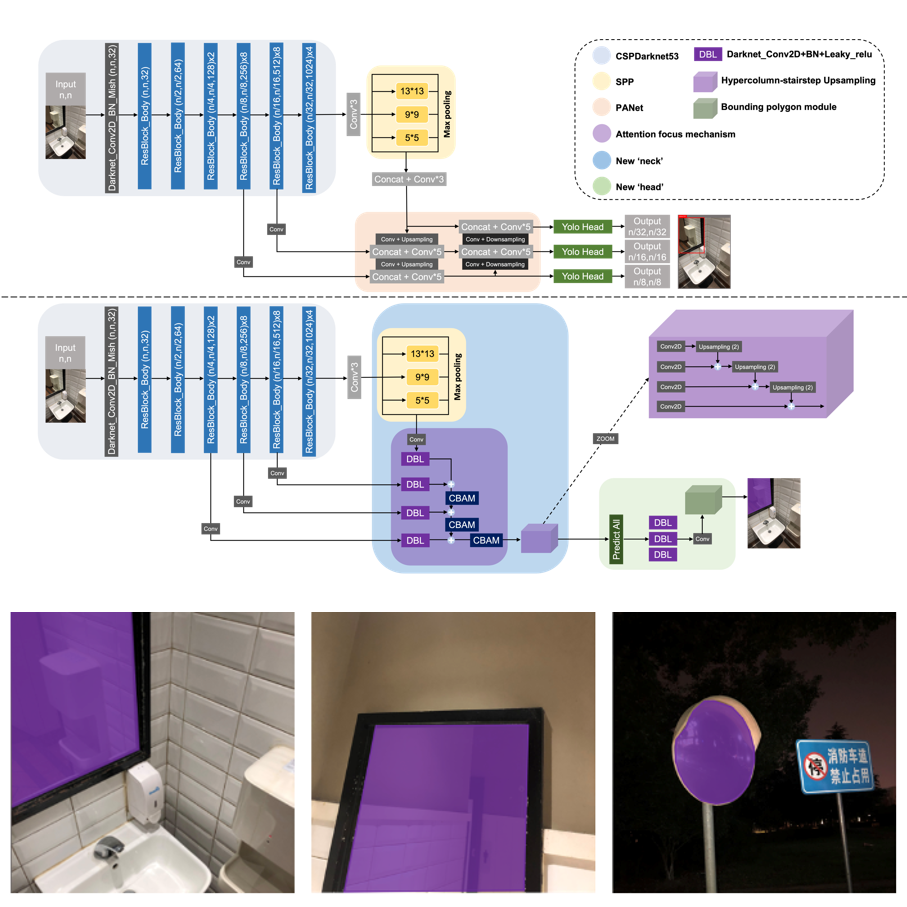 Input
n,n
Darknet_Conv2D_BN_Mish (n,n,32)
ResBlock_Body (n,n,32)
ResBlock_Body (n/2,n/2,64)
ResBlock_Body (n/4,n/4,128)x2
ResBlock_Body (n/8,n/8,256)x8
ResBlock_Body (n/16,n/16,512)x8
ResBlock_Body (n/32,n/32,1024)x4
Conv*3
13*13
9*9
5*5
Max pooling
Concat + Conv*3
Conv
Conv
Concat + Conv*5
Conv + Upsampling
Conv + Downsampling
Concat + Conv*5
Concat + Conv*5
Conv + Upsampling
Conv + Downsampling
Concat + Conv*5
Concat + Conv*5
Yolo Head
Yolo Head
Yolo Head
Output
n/32,n/32
Output
n/16,n/16
Output
n/8,n/8
CSPDarknet53
SPP
PANet
Attention focus mechanism
New 'neck'
New 'head'
DBL
Darknet_Conv2D+BN+Leaky_relu
Hypercolumn-stairstep Upsampling
Bounding polygon module
Input
n,n
Darknet_Conv2D_BN_Mish (n,n,32)
ResBlock_Body (n,n,32)
ResBlock_Body (n/2,n/2,64)
ResBlock_Body (n/4,n/4,128)x2
ResBlock_Body (n/8,n/8,256)x8
ResBlock_Body (n/16,n/16,512)x8
ResBlock_Body (n/32,n/32,1024)x4
Conv*3
13*13
9*9
5*5
Max pooling
Conv
Conv
Conv
Conv
DBL
DBL
CBAM
DBL
CBAM
DBL
CBAM
ZOOM
Conv2D
Upsampling (2)
Conv2D
Upsampling (2)
Conv2D
Upsampling (2)
Conv2D
Predict All
DBL
DBL
DBL
Conv
停
消防车道
禁止占用